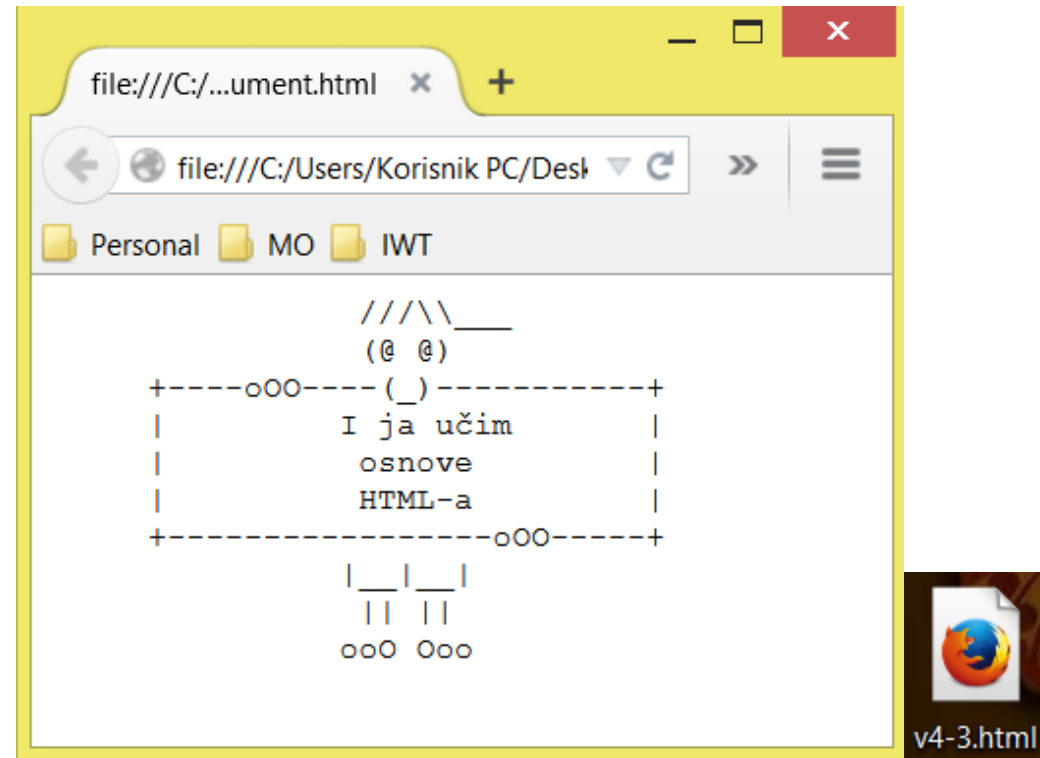 file:///C:/...ument.html
file:///C:/Users/Korisnik PC/Desk
Personal MO IWT
///\\___
(@ @)
+----oOO----(_)-----------+
| I ja učim |
| osnove |
| HTML-a |
+-----------------oOO-----+
|__|__|
|| ||
ooO Ooo
v4-3.html